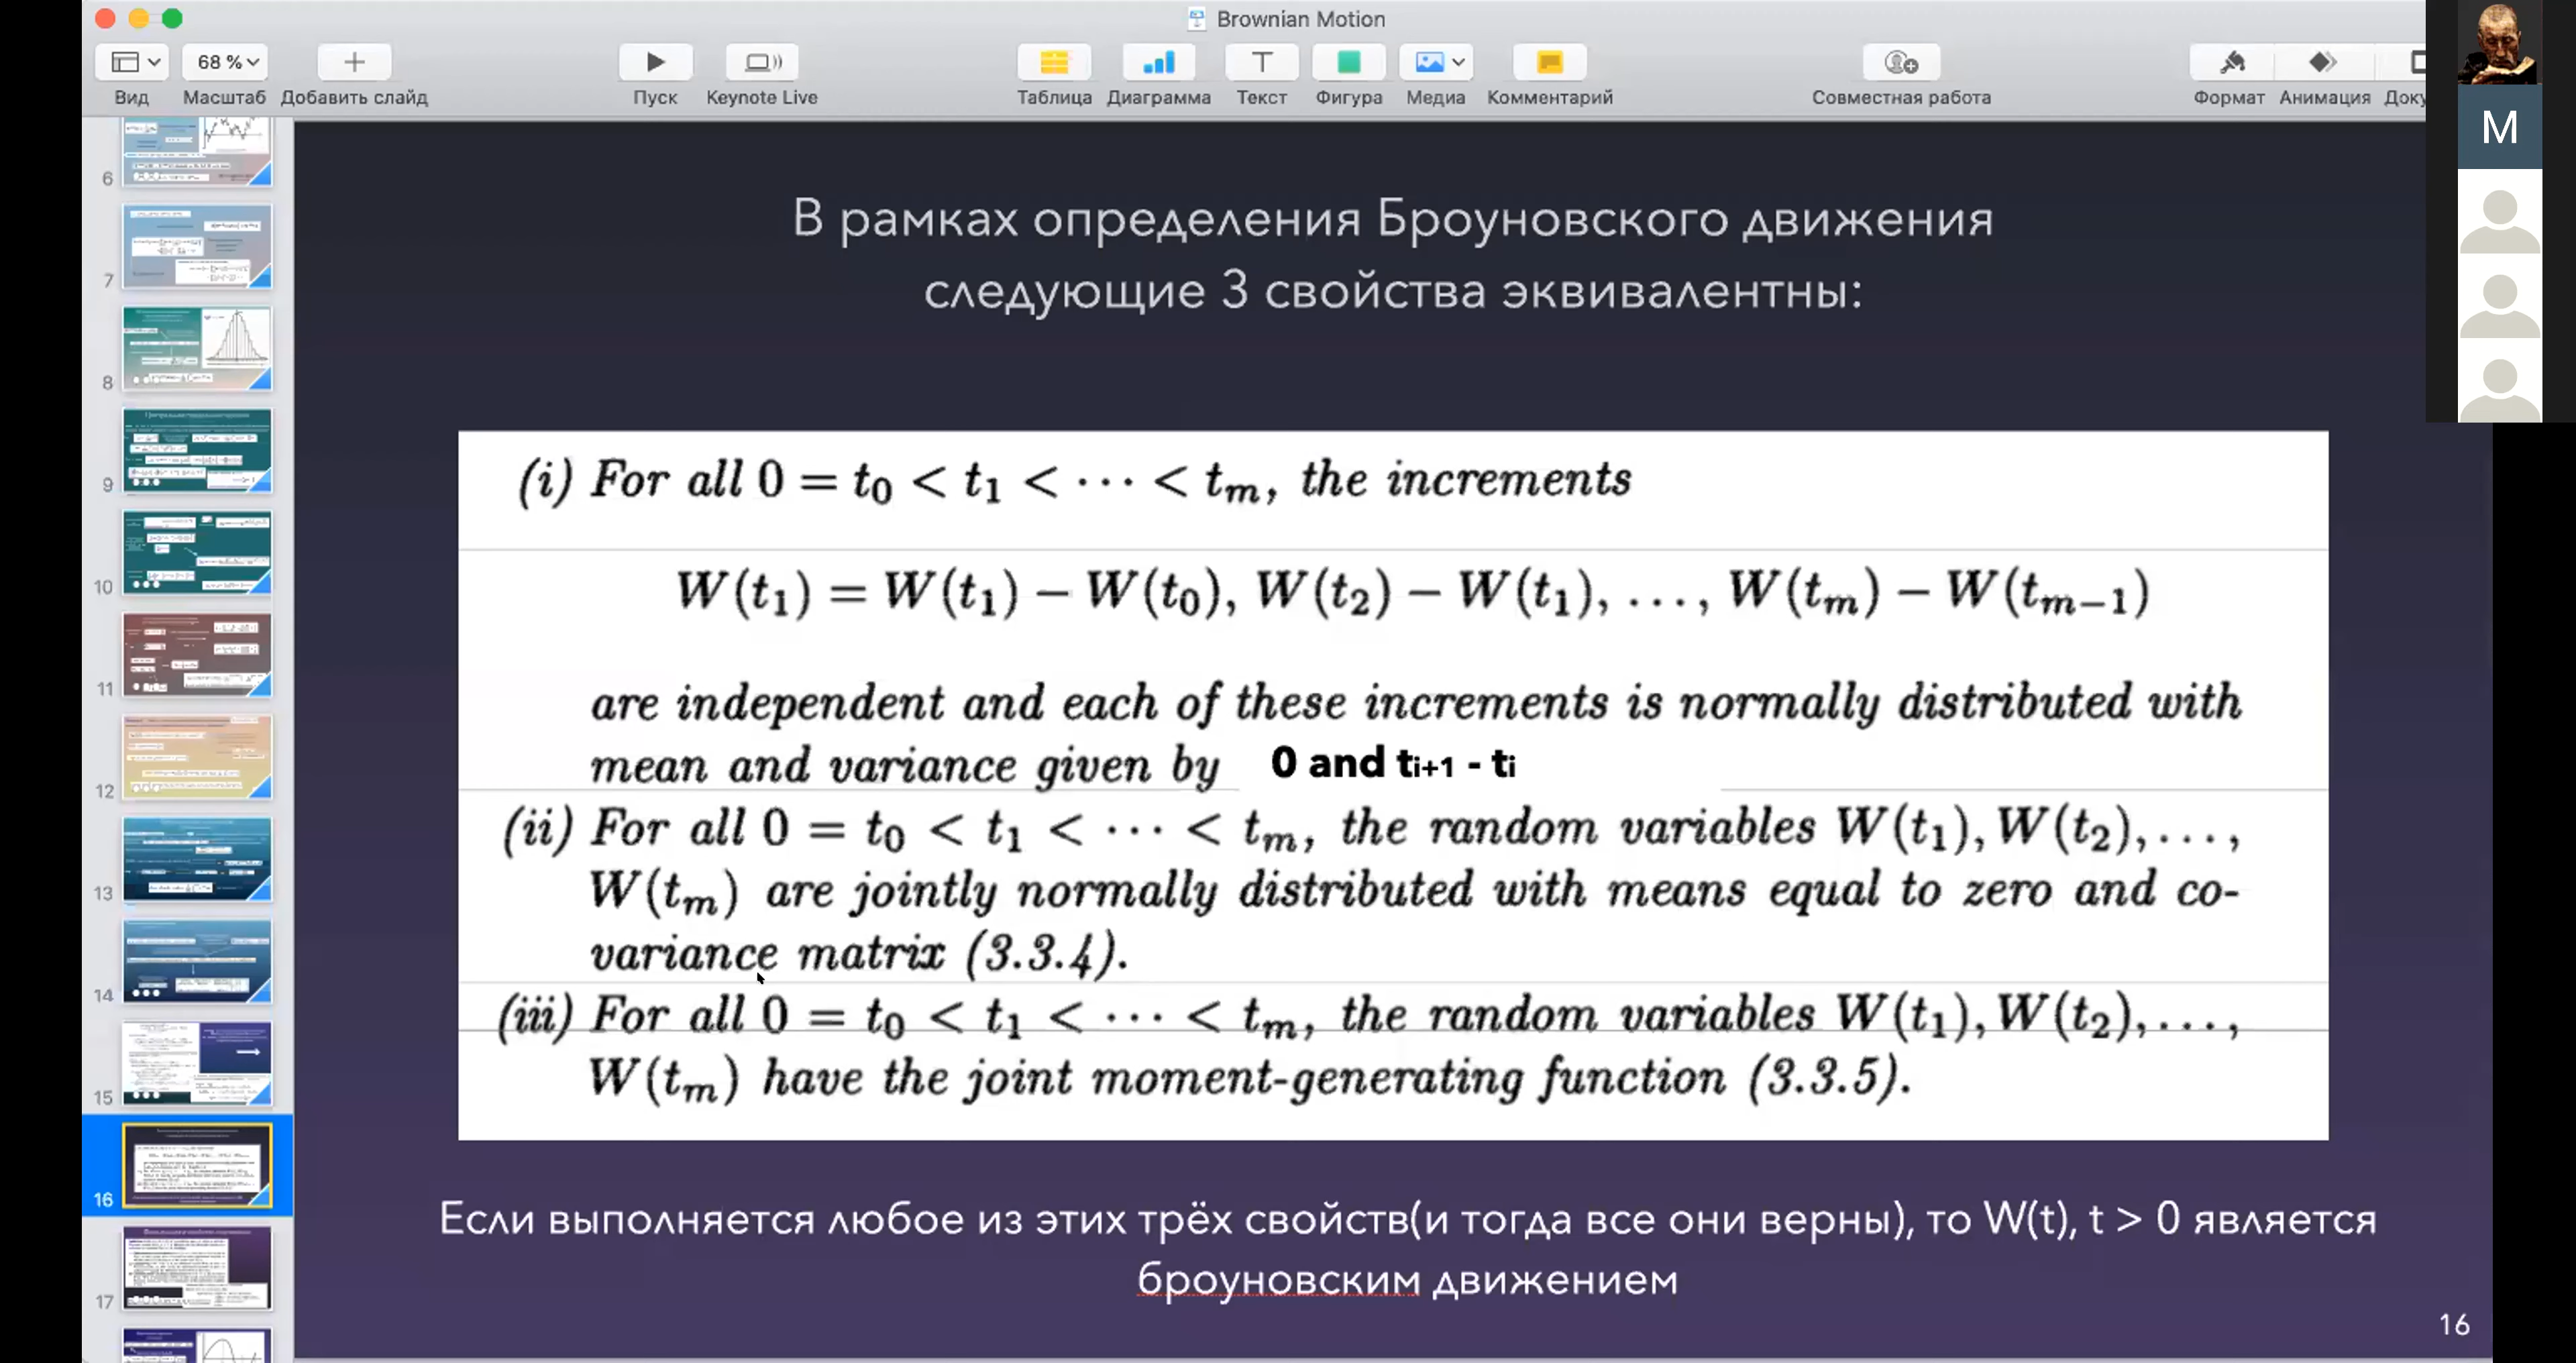 Brownian Motion
68 %
Вид
Масштаб
Добавить слайд
Пуск
Keynote Live
Таблица
Диаграмма
Текст
Фигура
Медиа
Комментарий
Совместная работа
Формат
Анимация
M
6
7
8
9
10
11
12
13
14
15
16
17
В рамках определения Броуновского движения
следующие 3 свойства эквивалентны:
(i) For all 0 = t₀ < t₁ < ··· < tₘ, the increments
W(t₁) = W(t₁) − W(t₀), W(t₂) − W(t₁), ..., W(tₘ) − W(tₘ₋₁)
are independent and each of these increments is normally distributed with
mean and variance given by 0 and tᵢ₊₁ - tᵢ
(ii) For all 0 = t₀ < t₁ < ··· < tₘ, the random variables W(t₁), W(t₂), ...,
W(tₘ) are jointly normally distributed with means equal to zero and co-
variance matrix (3.3.4).
(iii) For all 0 = t₀ < t₁ < ··· < tₘ, the random variables W(t₁), W(t₂), ...,
W(tₘ) have the joint moment-generating function (3.3.5).
Если выполняется любое из этих трёх свойств(и тогда все они верны), то W(t), t > 0 является
броуновским движением
16